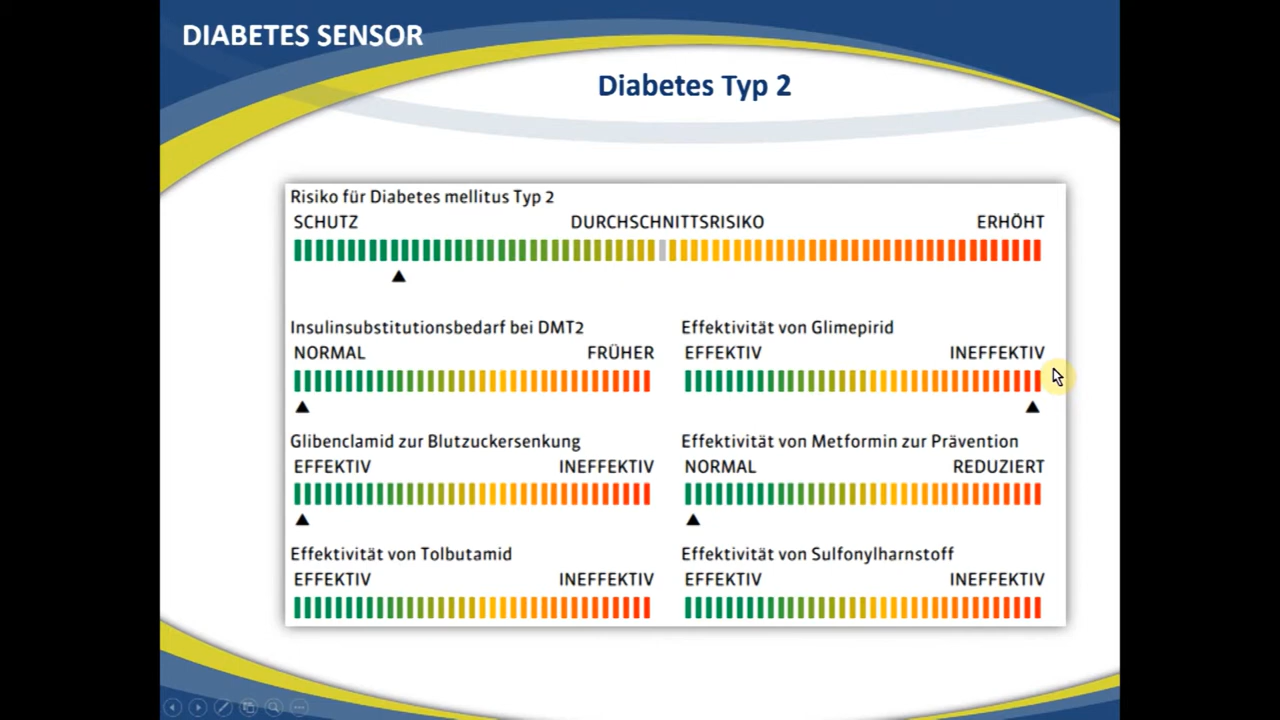 DIABETES SENSOR
Diabetes Typ 2
Risiko für Diabetes mellitus Typ 2
SCHUTZ DURCHSCHNITTSRISIKO ERHÖHT
Insulinsubstitutionsbedarf bei DMT2
NORMAL FRÜHER
Effektivität von Glimepirid
EFFEKTIV INEFFEKTIV
Glibenclamid zur Blutzuckersenkung
EFFEKTIV INEFFEKTIV
Effektivität von Metformin zur Prävention
NORMAL REDUZIERT
Effektivität von Tolbutamid
EFFEKTIV INEFFEKTIV
Effektivität von Sulfonylharnstoff
EFFEKTIV INEFFEKTIV